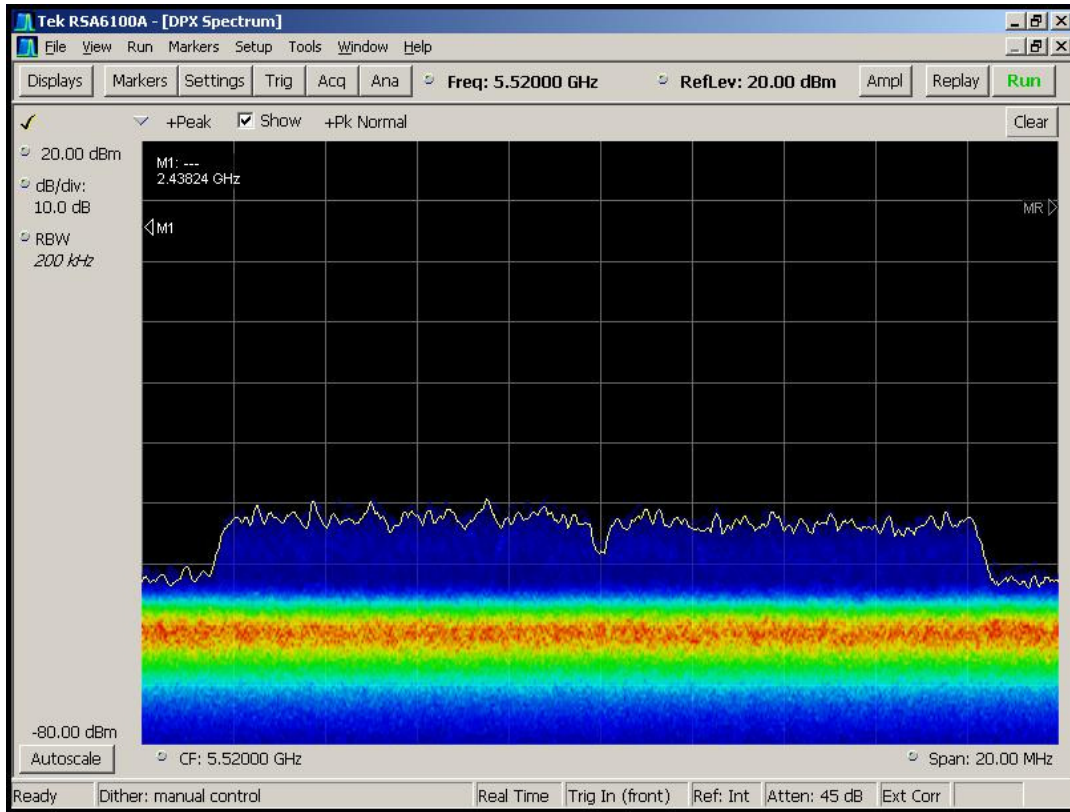 Tek RSA6100A - [DPX Spectrum]
File View Run Markers Setup Tools Window Help
Displays Markers Settings Trig Acq Ana Freq: 5.52000 GHz RefLev: 20.00 dBm Ampl Replay Run
+Peak Show +Pk Normal Clear
20.00 dBm
dB/div:
10.0 dB
RBW
200 kHz
M1: ---
2.43824 GHz
MR
M1
-80.00 dBm
Autoscale CF: 5.52000 GHz Span: 20.00 MHz
Ready Dither: manual control Real Time Trig In (front) Ref: Int Atten: 45 dB Ext Corr